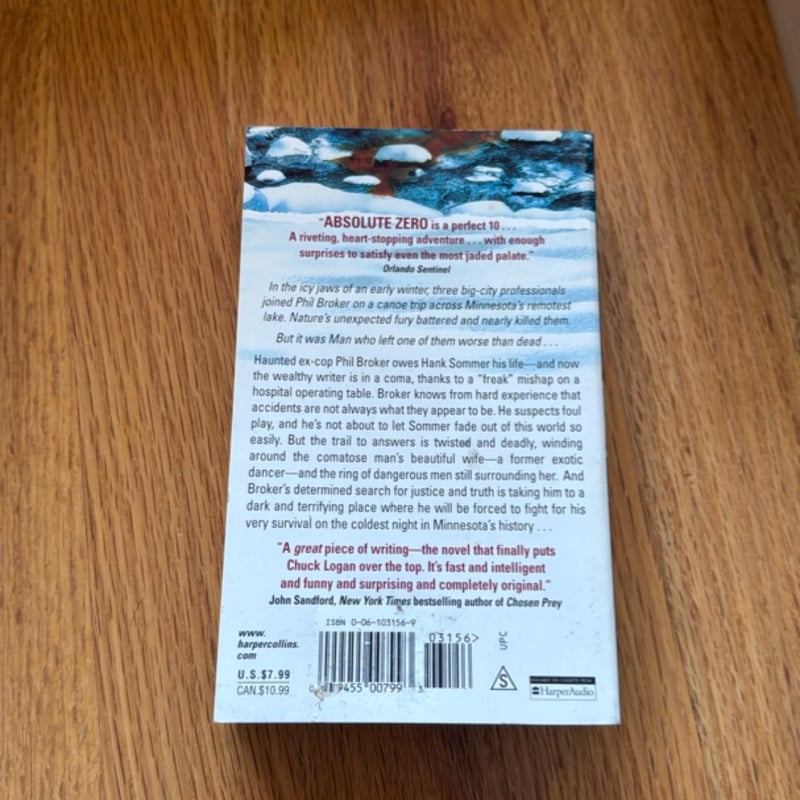 "ABSOLUTE ZERO is a perfect 10 . . .
A riveting, heart-stopping adventure . . . with enough
surprises to satisfy even the most jaded palate."
Orlando Sentinel
In the icy jaws of an early winter, three big-city professionals
joined Phil Broker on a canoe trip across Minnesota's remotest
lake. Nature's unexpected fury battered and nearly killed them.
But it was Man who left one of them worse than dead . . .
Haunted ex-cop Phil Broker owes Hank Sommer his life—and now
the wealthy writer is in a coma, thanks to a "freak" mishap on a
hospital operating table. Broker knows from hard experience that
accidents are not always what they appear to be. He suspects foul
play, and he's not about to let Sommer fade out of this world so
easily. But the trail to answers is twisted and deadly, winding
around the comatose man's beautiful wife—a former exotic
dancer—and the ring of dangerous men still surrounding her. And
Broker's determined search for justice and truth is taking him to a
dark and terrifying place where he will be forced to fight for his
very survival on the coldest night in Minnesota's history . . .
"A great piece of writing—the novel that finally puts
Chuck Logan over the top. It's fast and intelligent
and funny and surprising and completely original."
John Sandford, New York Times bestselling author of Chosen Prey
ISBN 0-06-103156-9
www.
harpercollins.
com
03156>
UPC
U.S.$7.99
CAN.$10.99
0 9455 00799 3
S
HarperAudio